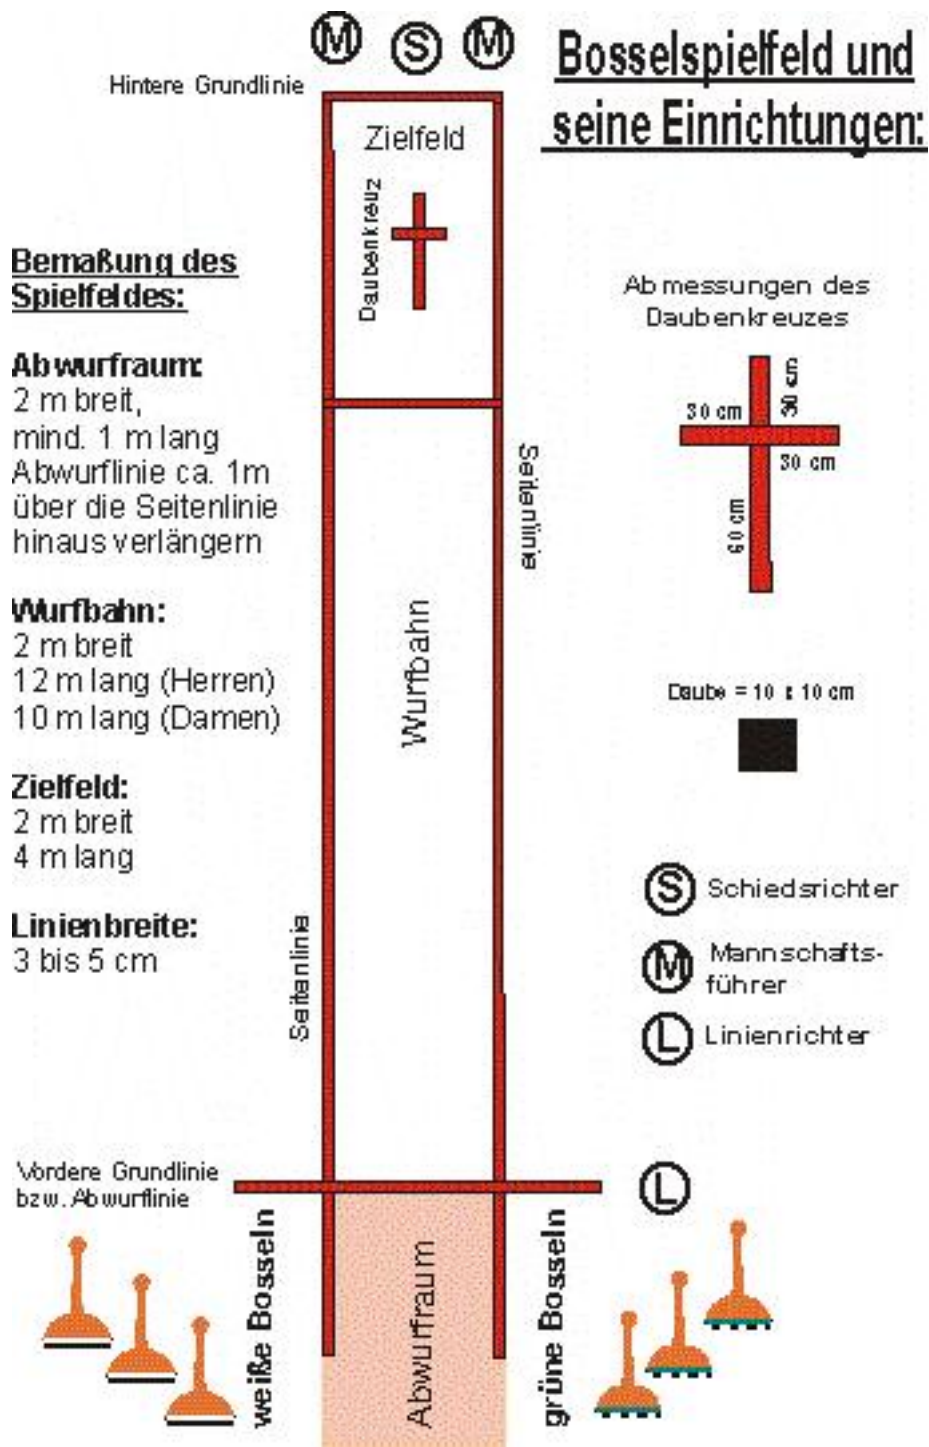 M
S
M
Bosselspielfeld und
seine Einrichtungen:
Hintere Grundlinie
Zielfeld
Daubenkreuz
Bemaßung des
Spielfeldes:
Abwurfraum:
2 m breit,
mind. 1 m lang
Abwurflinie ca. 1m
über die Seitenlinie
hinaus verlängern
Wurfbahn:
2 m breit
12 m lang (Herren)
10 m lang (Damen)
Zielfeld:
2 m breit
4 m lang
Linienbreite:
3 bis 5 cm
Seitenlinie
Wurfbahn
Seitenlinie
Abmessungen des
Daubenkreuzes
30 cm
30 cm
30 cm
60 cm
Daube = 10 x 10 cm
S Schiedsrichter
M Mannschafts-
führer
L Linienrichter
Vordere Grundlinie
bzw. Abwurflinie
L
weiße Bosseln
Abwurfraum
grüne Bosseln